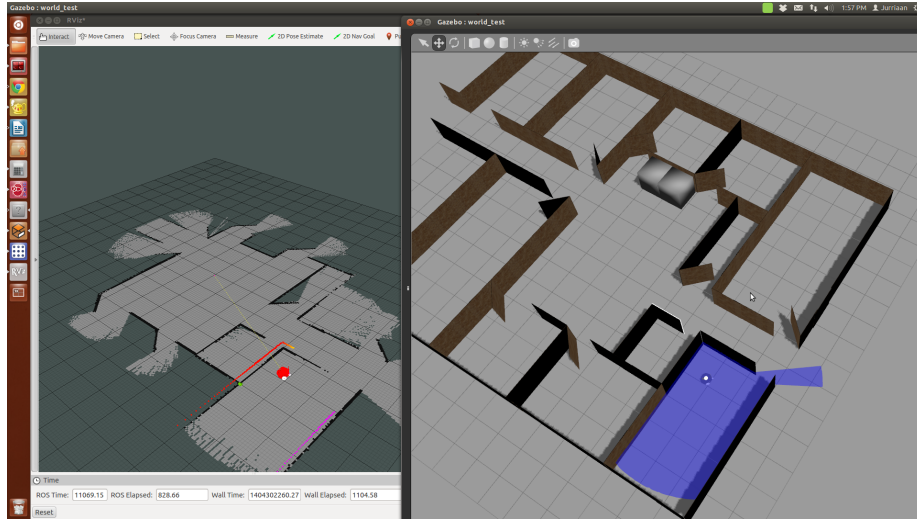 Gazebo : world_test
1:57 PM
Jurriaan
RViz*
Interact
Move Camera
Select
Focus Camera
Measure
2D Pose Estimate
2D Nav Goal
Gazebo : world_test
RViz
Time
ROS Time: 11069.15 ROS Elapsed: 828.66 Wall Time: 1404302260.27 Wall Elapsed: 1104.58
Reset